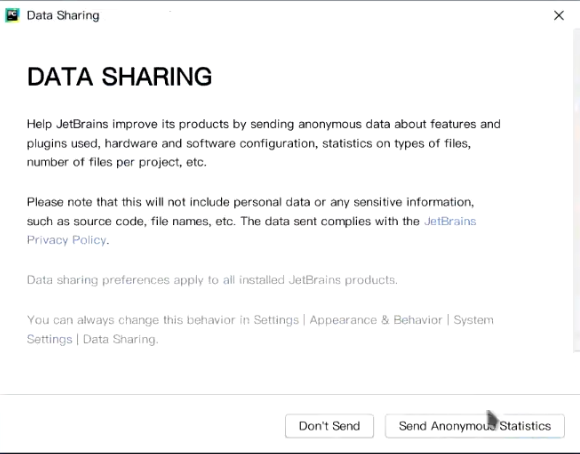 PC Data Sharing
DATA SHARING
Help JetBrains improve its products by sending anonymous data about features and
plugins used, hardware and software configuration, statistics on types of files,
number of files per project, etc.
Please note that this will not include personal data or any sensitive information,
such as source code, file names, etc. The data sent complies with the JetBrains
Privacy Policy.
Data sharing preferences apply to all installed JetBrains products.
You can always change this behavior in Settings | Appearance & Behavior | System
Settings | Data Sharing.
Don't Send Send Anonymous Statistics